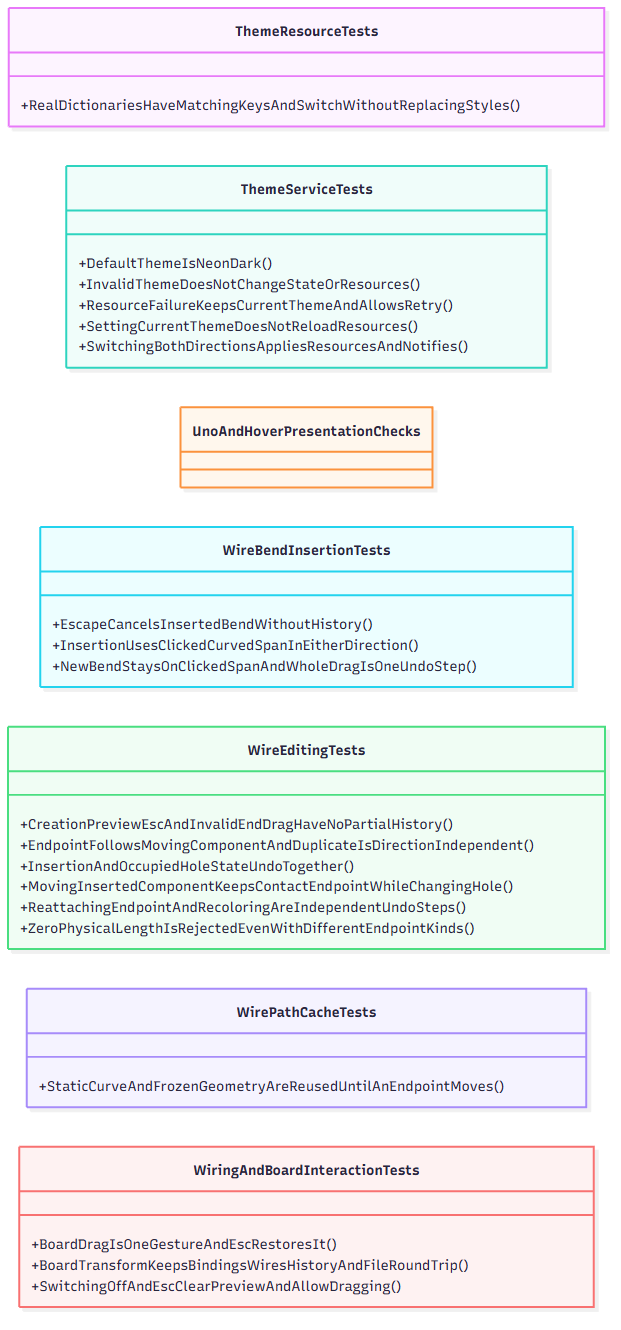 ThemeResourceTests
+RealDictionariesHaveMatchingKeysAndSwitchWithoutReplacingStyles()
ThemeServiceTests
+DefaultThemeIsNeonDark()
+InvalidThemeDoesNotChangeStateOrResources()
+ResourceFailureKeepsCurrentThemeAndAllowsRetry()
+SettingCurrentThemeDoesNotReloadResources()
+SwitchingBothDirectionsAppliesResourcesAndNotifies()
UnoAndHoverPresentationChecks
WireBendInsertionTests
+EscapeCancelsInsertedBendWithoutHistory()
+InsertionUsesClickedCurvedSpanInEitherDirection()
+NewBendStaysOnClickedSpanAndWholeDragIsOneUndoStep()
WireEditingTests
+CreationPreviewEscAndInvalidEndDragHaveNoPartialHistory()
+EndpointFollowsMovingComponentAndDuplicateIsDirectionIndependent()
+InsertionAndOccupiedHoleStateUndoTogether()
+MovingInsertedComponentKeepsContactEndpointWhileChangingHole()
+ReattachingEndpointAndRecoloringAreIndependentUndoSteps()
+ZeroPhysicalLengthIsRejectedEvenWithDifferentEndpointKinds()
WirePathCacheTests
+StaticCurveAndFrozenGeometryAreReusedUntilAnEndpointMoves()
WiringAndBoardInteractionTests
+BoardDragIsOneGestureAndEscRestoresIt()
+BoardTransformKeepsBindingsWiresHistoryAndFileRoundTrip()
+SwitchingOffAndEscClearPreviewAndAllowDragging()